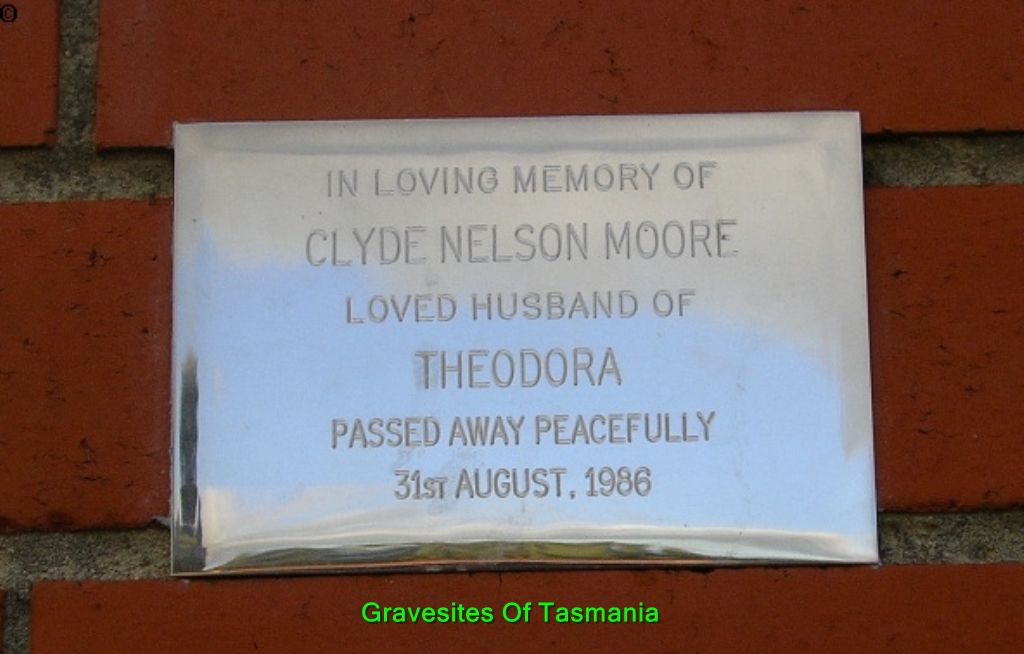 ©
IN LOVING MEMORY OF
CLYDE NELSON MOORE
LOVED HUSBAND OF
THEODORA
PASSED AWAY PEACEFULLY
31ST AUGUST, 1986
Gravesites Of Tasmania